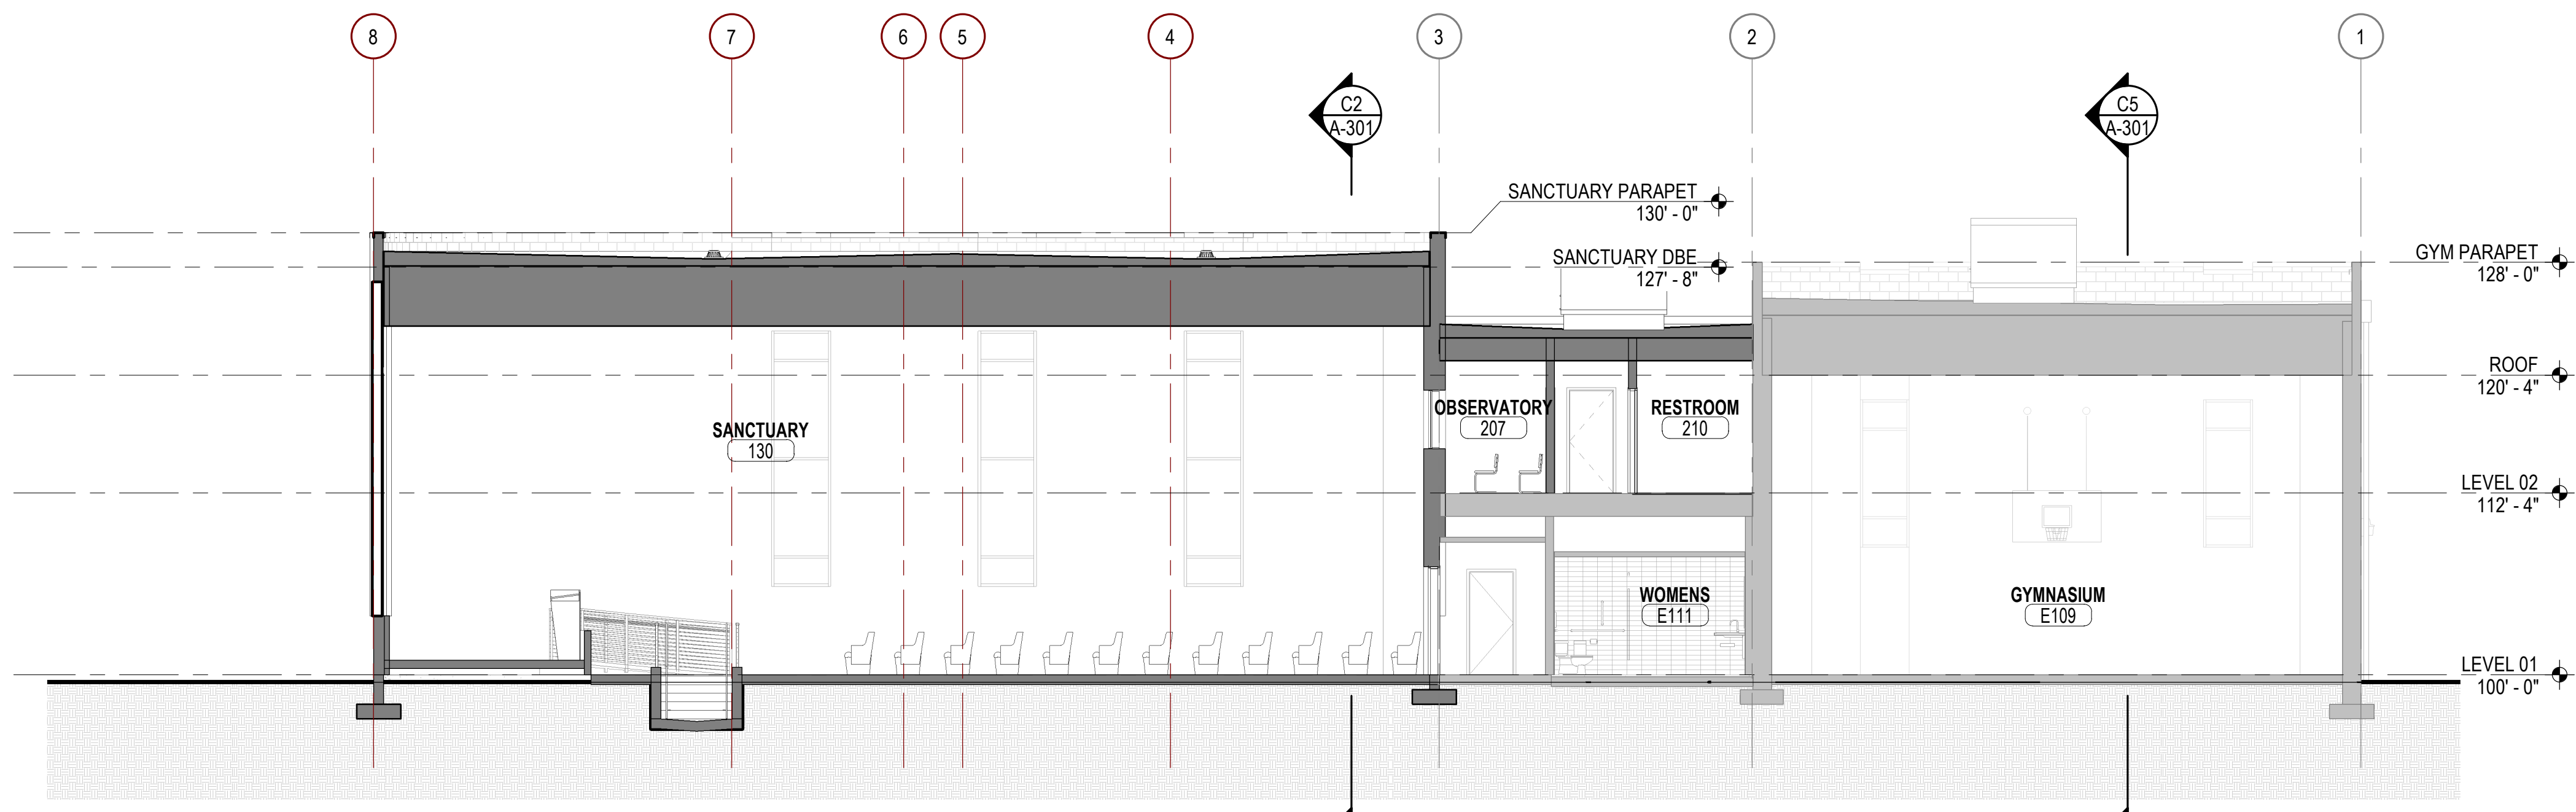 8
7
6
5
4
3
2
1
C2
A-301
C5
A-301
SANCTUARY PARAPET
130' - 0"
SANCTUARY DBE
127' - 8"
GYM PARAPET
128' - 0"
ROOF
120' - 4"
OBSERVATORY
207
RESTROOM
210
SANCTUARY
130
LEVEL 02
112' - 4"
WOMENS
E111
GYMNASIUM
E109
LEVEL 01
100' - 0"